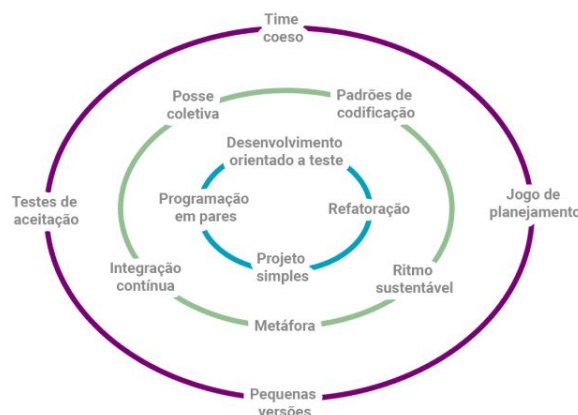 Time
coeso
Posse
coletiva
Padrões de
codificação
Desenvolvimento
orientado a teste
Testes de
aceitação
Programação
em pares
Refatoração
Jogo de
planejamento
Projeto
simples
Integração
contínua
Ritmo
sustentável
Metáfora
Pequenas
versões